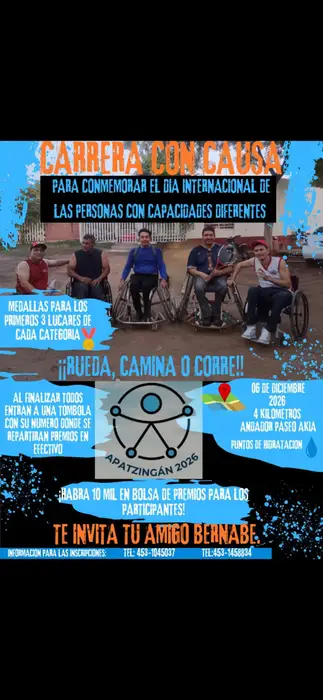 CARRERA CON CAUSA
PARA CONMEMORAR EL DIA INTERNACIONAL DE
LAS PERSONAS CON CAPACIDADES DIFERENTES
MEDALLAS PARA LOS
PRIMEROS 3 LUCARES DE
CADA CATEGORIA
¡¡RUEDA, CAMINA O CORRE!!
AL FINALIZAR TODOS
ENTRAN A UNA TOMBOLA
CON SU NUMERO DONDE SE
REPARTIRAN PREMIOS EN
EFECTIVO
APATZINGÁN 2026
06 DE DICIEMBRE
2026
4 KILOMETROS
ANDADOR PASEO AKIA
PUNTOS DE HIDRATACION
¡HABRA 10 MIL EN BOLSA DE PREMIOS PARA LOS
PARTICIPANTES!
TE INVITA TU AMIGO BERNABE.
INFORMACION PARA LAS INSCRIPCIONES: TEL: 453-1045037 TEL:453-1458834